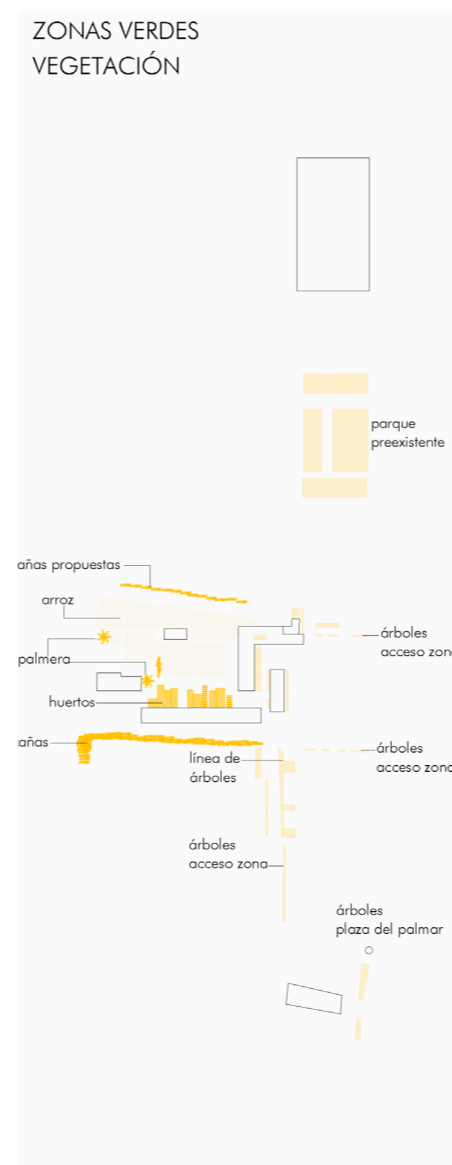 ZONAS VERDES
VEGETACIÓN
parque
preexistente
añas propuestas
arroz
árboles
acceso zon
palmera
huertos
añas
línea de
árboles
árboles
acceso zona
árboles
acceso zona
árboles
plaza del palmar